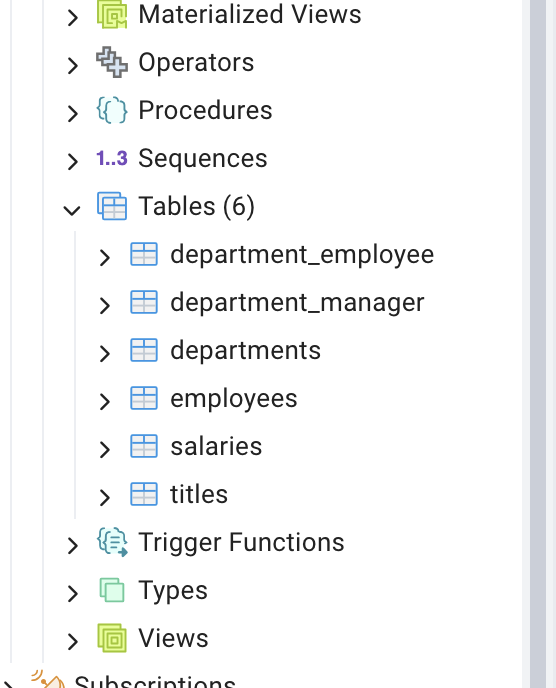 Materialized Views
Operators
Procedures
1..3 Sequences
Tables (6)
department_employee
department_manager
departments
employees
salaries
titles
Trigger Functions
Types
Views
Subscriptions